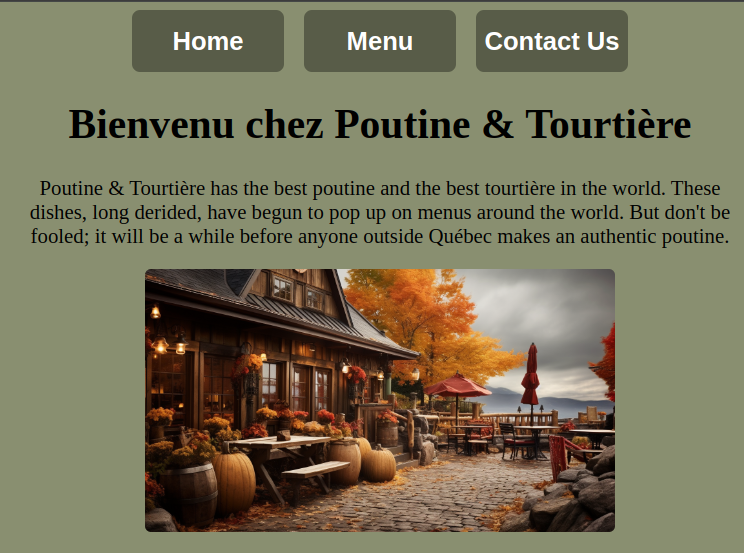 Home Menu Contact Us
Bienvenu chez Poutine & Tourtière
Poutine & Tourtière has the best poutine and the best tourtière in the world. These
dishes, long derided, have begun to pop up on menus around the world. But don't be
fooled; it will be a while before anyone outside Québec makes an authentic poutine.